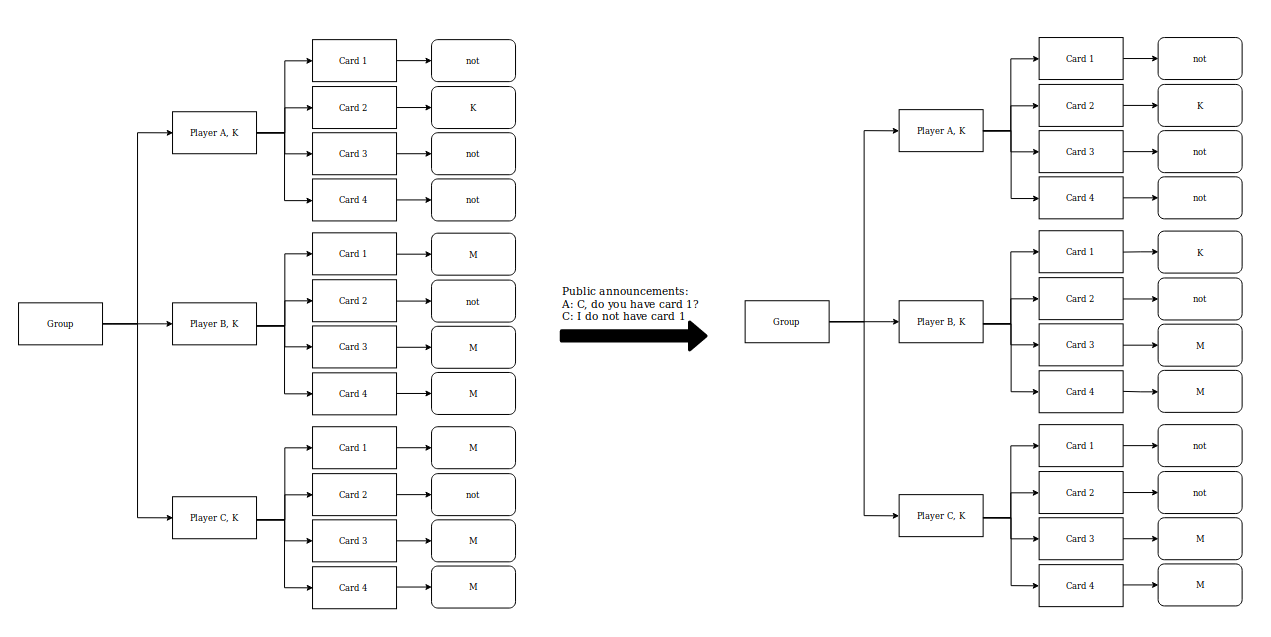 Group
Player A, K
Card 1
not
Card 2
K
Card 3
not
Card 4
not
Player B, K
Card 1
M
Card 2
not
Card 3
M
Card 4
M
Player C, K
Card 1
M
Card 2
not
Card 3
M
Card 4
M
Public announcements:
A: C, do you have card 1?
C: I do not have card 1
Group
Player A, K
Card 1
not
Card 2
K
Card 3
not
Card 4
not
Player B, K
Card 1
K
Card 2
not
Card 3
M
Card 4
M
Player C, K
Card 1
not
Card 2
not
Card 3
M
Card 4
M